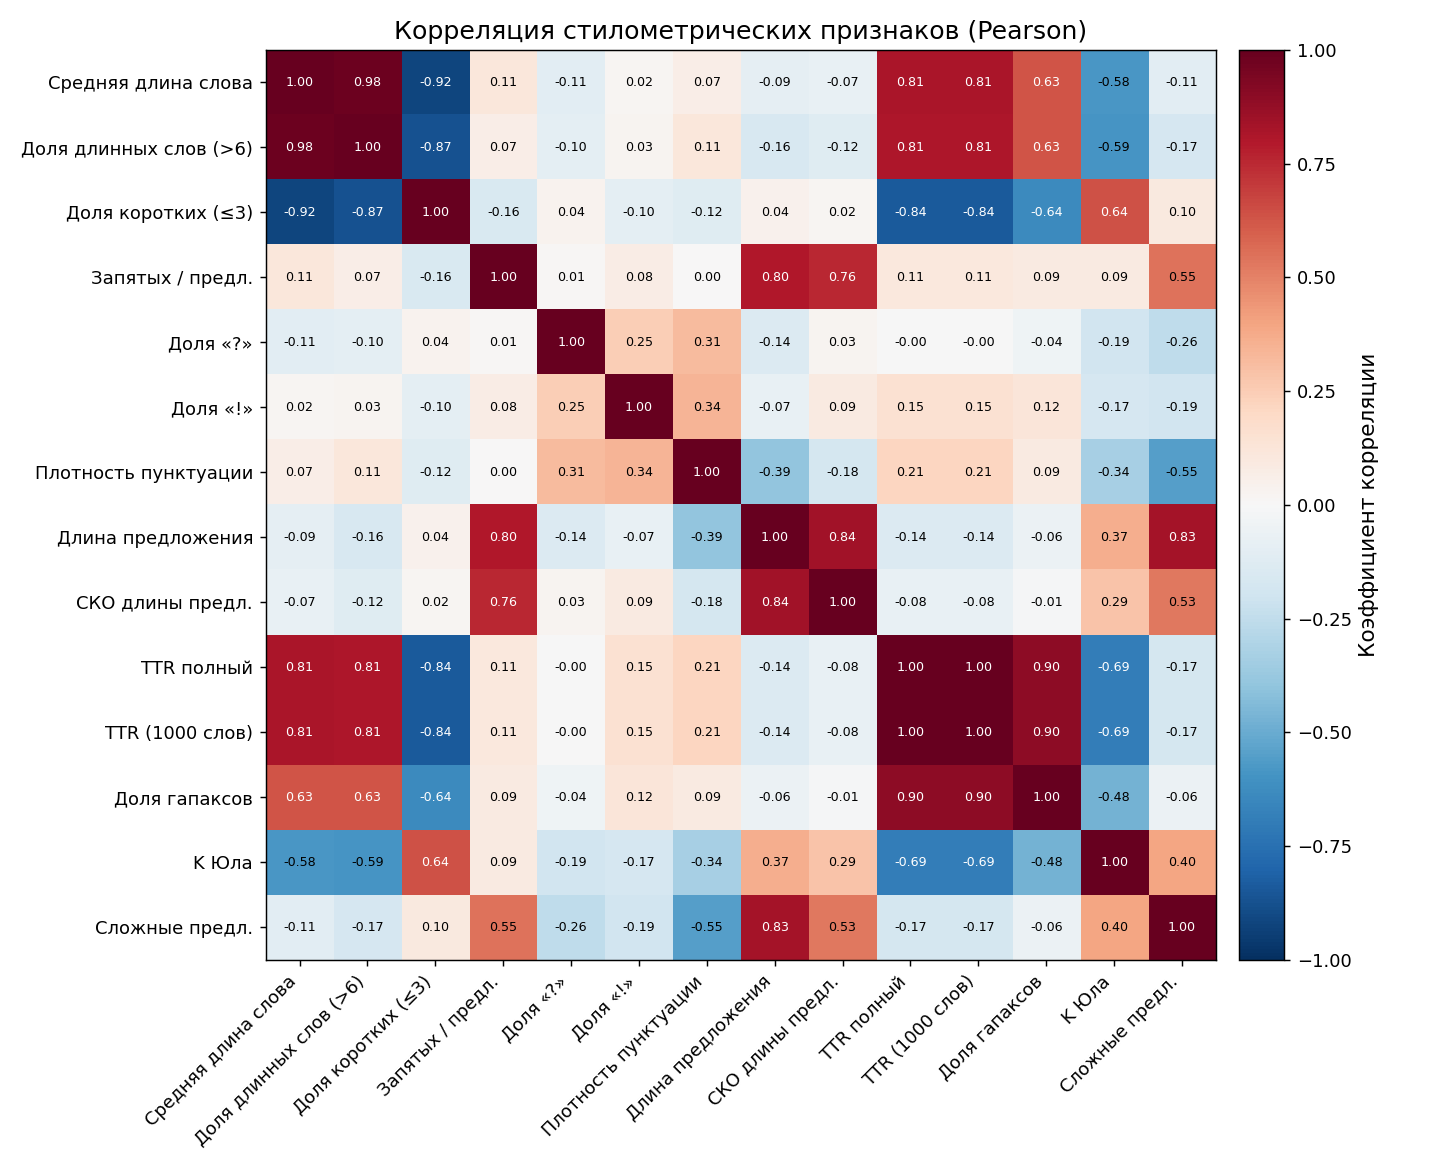 Корреляция стилометрических признаков (Pearson)
Средняя длина слова 1.00 0.98 -0.92 0.11 -0.11 0.02 0.07 -0.09 -0.07 0.81 0.81 0.63 -0.58 -0.11
Доля длинных слов (>6) 0.98 1.00 -0.87 0.07 -0.10 0.03 0.11 -0.16 -0.12 0.81 0.81 0.63 -0.59 -0.17
Доля коротких (≤3) -0.92 -0.87 1.00 -0.16 0.04 -0.10 -0.12 0.04 0.02 -0.84 -0.84 -0.64 0.64 0.10
Запятых / предл. 0.11 0.07 -0.16 1.00 0.01 0.08 0.00 0.80 0.76 0.11 0.11 0.09 0.09 0.55
Доля «?» -0.11 -0.10 0.04 0.01 1.00 0.25 0.31 -0.14 0.03 -0.00 -0.00 -0.04 -0.19 -0.26
Доля «!» 0.02 0.03 -0.10 0.08 0.25 1.00 0.34 -0.07 0.09 0.15 0.15 0.12 -0.17 -0.19
Плотность пунктуации 0.07 0.11 -0.12 0.00 0.31 0.34 1.00 -0.39 -0.18 0.21 0.21 0.09 -0.34 -0.55
Длина предложения -0.09 -0.16 0.04 0.80 -0.14 -0.07 -0.39 1.00 0.84 -0.14 -0.14 -0.06 0.37 0.83
СКО длины предл. -0.07 -0.12 0.02 0.76 0.03 0.09 -0.18 0.84 1.00 -0.08 -0.08 -0.01 0.29 0.53
TTR полный 0.81 0.81 -0.84 0.11 -0.00 0.15 0.21 -0.14 -0.08 1.00 1.00 0.90 -0.69 -0.17
TTR (1000 слов) 0.81 0.81 -0.84 0.11 -0.00 0.15 0.21 -0.14 -0.08 1.00 1.00 0.90 -0.69 -0.17
Доля гапаксов 0.63 0.63 -0.64 0.09 -0.04 0.12 0.09 -0.06 -0.01 0.90 0.90 1.00 -0.48 -0.06
К Юла -0.58 -0.59 0.64 0.09 -0.19 -0.17 -0.34 0.37 0.29 -0.69 -0.69 -0.48 1.00 0.40
Сложные предл. -0.11 -0.17 0.10 0.55 -0.26 -0.19 -0.55 0.83 0.53 -0.17 -0.17 -0.06 0.40 1.00
Средняя длина слова
Доля длинных слов (>6)
Доля коротких (≤3)
Запятых / предл.
Доля «?»
Доля «!»
Плотность пунктуации
Длина предложения
СКО длины предл.
TTR полный
TTR (1000 слов)
Доля гапаксов
К Юла
Сложные предл.
1.00
0.75
0.50
0.25
0.00
−0.25
−0.50
−0.75
−1.00
Коэффициент корреляции